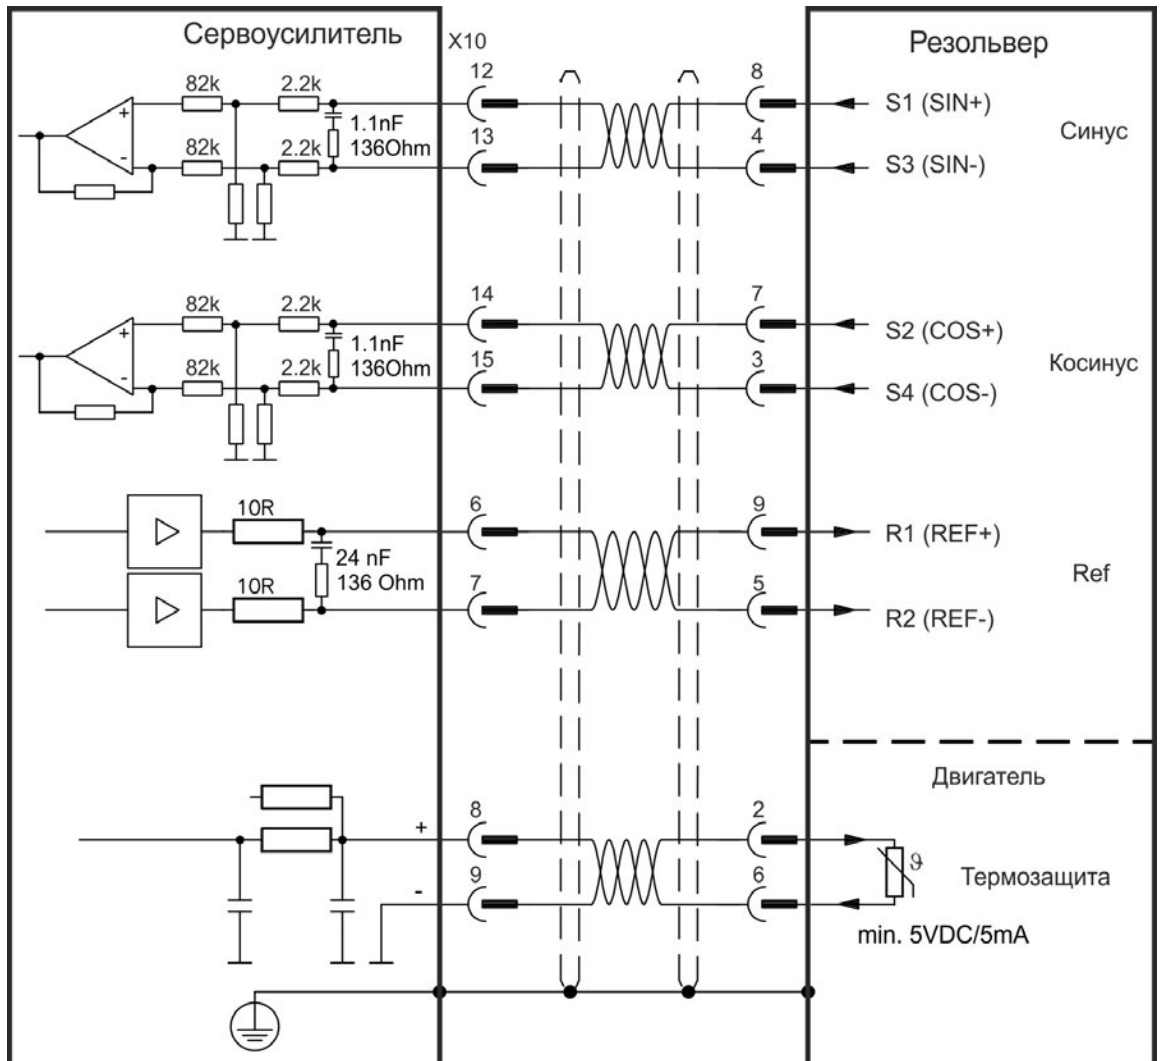 Сервоусилитель
X10
Резольвер
82k
2.2k
12
8
S1 (SIN+)
+
1.1nF
136Ohm
Синус
-
82k
2.2k
13
4
S3 (SIN-)
82k
2.2k
14
7
S2 (COS+)
+
1.1nF
136Ohm
Косинус
-
82k
2.2k
15
3
S4 (COS-)
10R
6
9
R1 (REF+)
24 nF
136 Ohm
Ref
10R
7
5
R2 (REF-)
Двигатель
+
8
2
ϑ
Термозащита
-
9
6
min. 5VDC/5mA